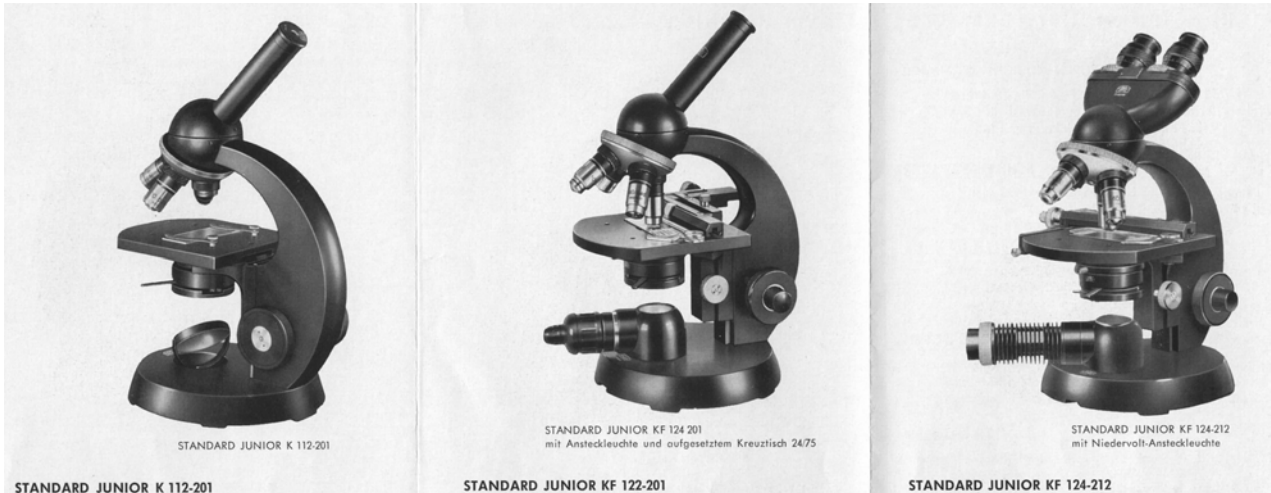 STANDARD JUNIOR K 112-201
STANDARD JUNIOR K 112-201
STANDARD JUNIOR KF 124 201
mit Ansteckleuchte und aufgesetztem Kreuztisch 24/75
STANDARD JUNIOR KF 122-201
STANDARD JUNIOR KF 124-212
mit Niedervolt-Ansteckleuchte
STANDARD JUNIOR KF 124-212